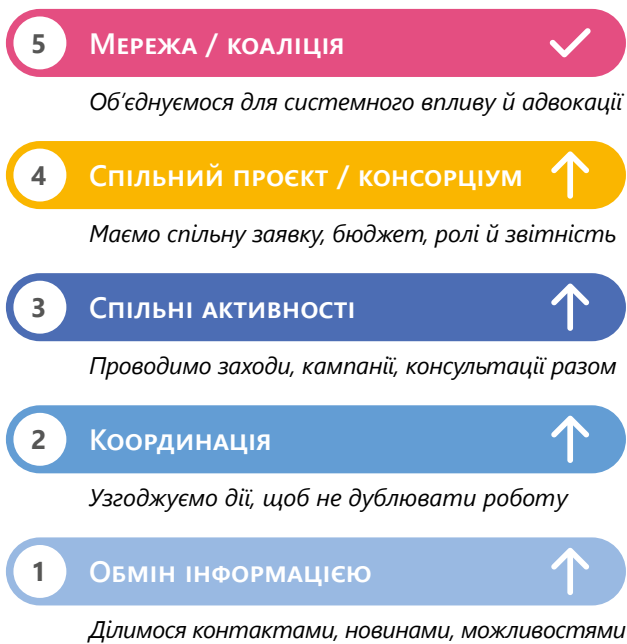 5 Мережа / коаліція
Об’єднуємося для системного впливу й адвокації
4 Спільний проєкт / консорціум
Маємо спільну заявку, бюджет, ролі й звітність
3 Спільні активності
Проводимо заходи, кампанії, консультації разом
2 Координація
Узгоджуємо дії, щоб не дублювати роботу
1 Обмін інформацією
Ділимося контактами, новинами, можливостями